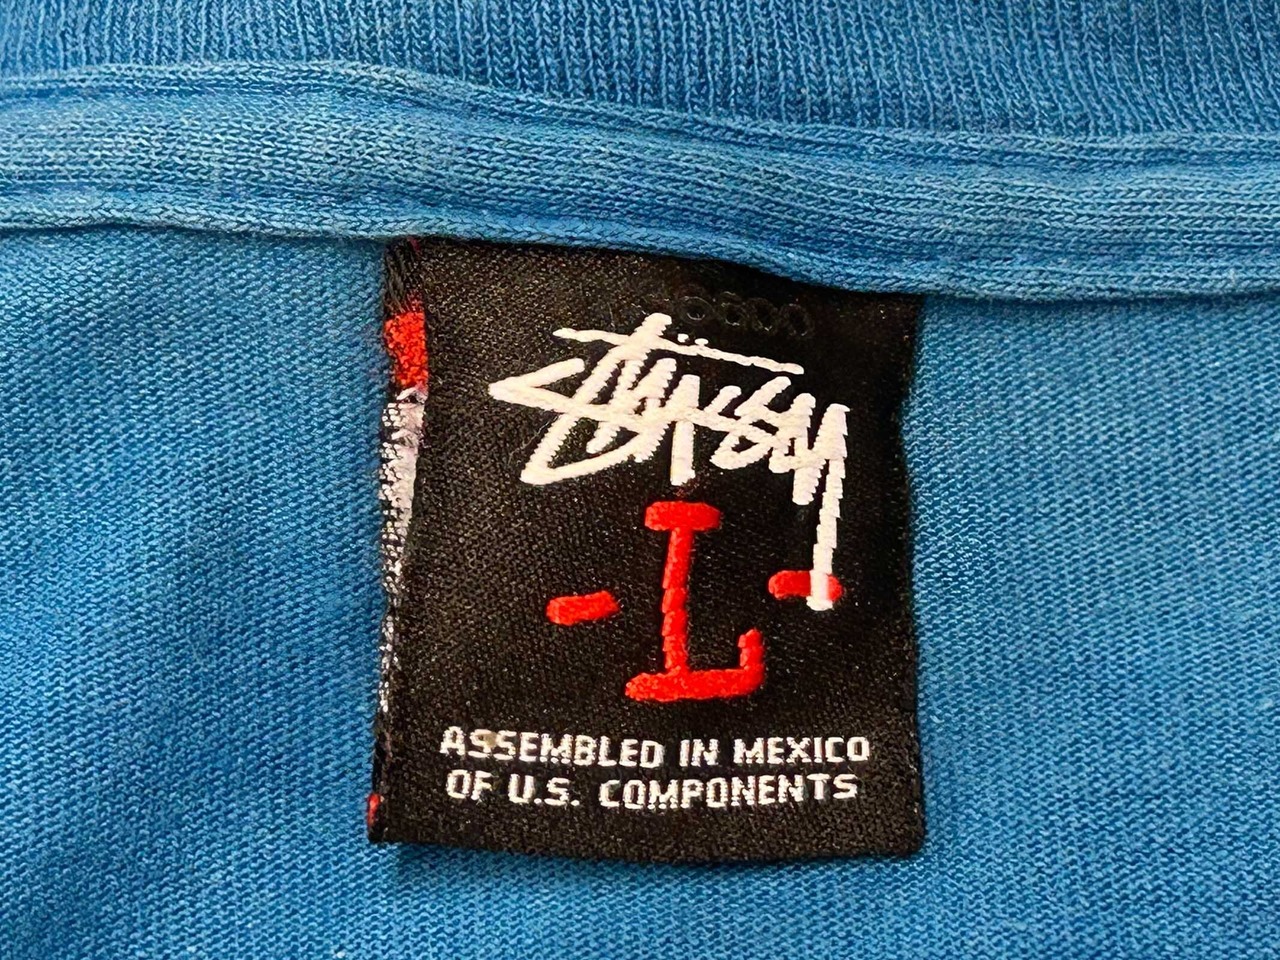 Stüssy
- L -
ASSEMBLED IN MEXICO
OF U.S. COMPONENTS